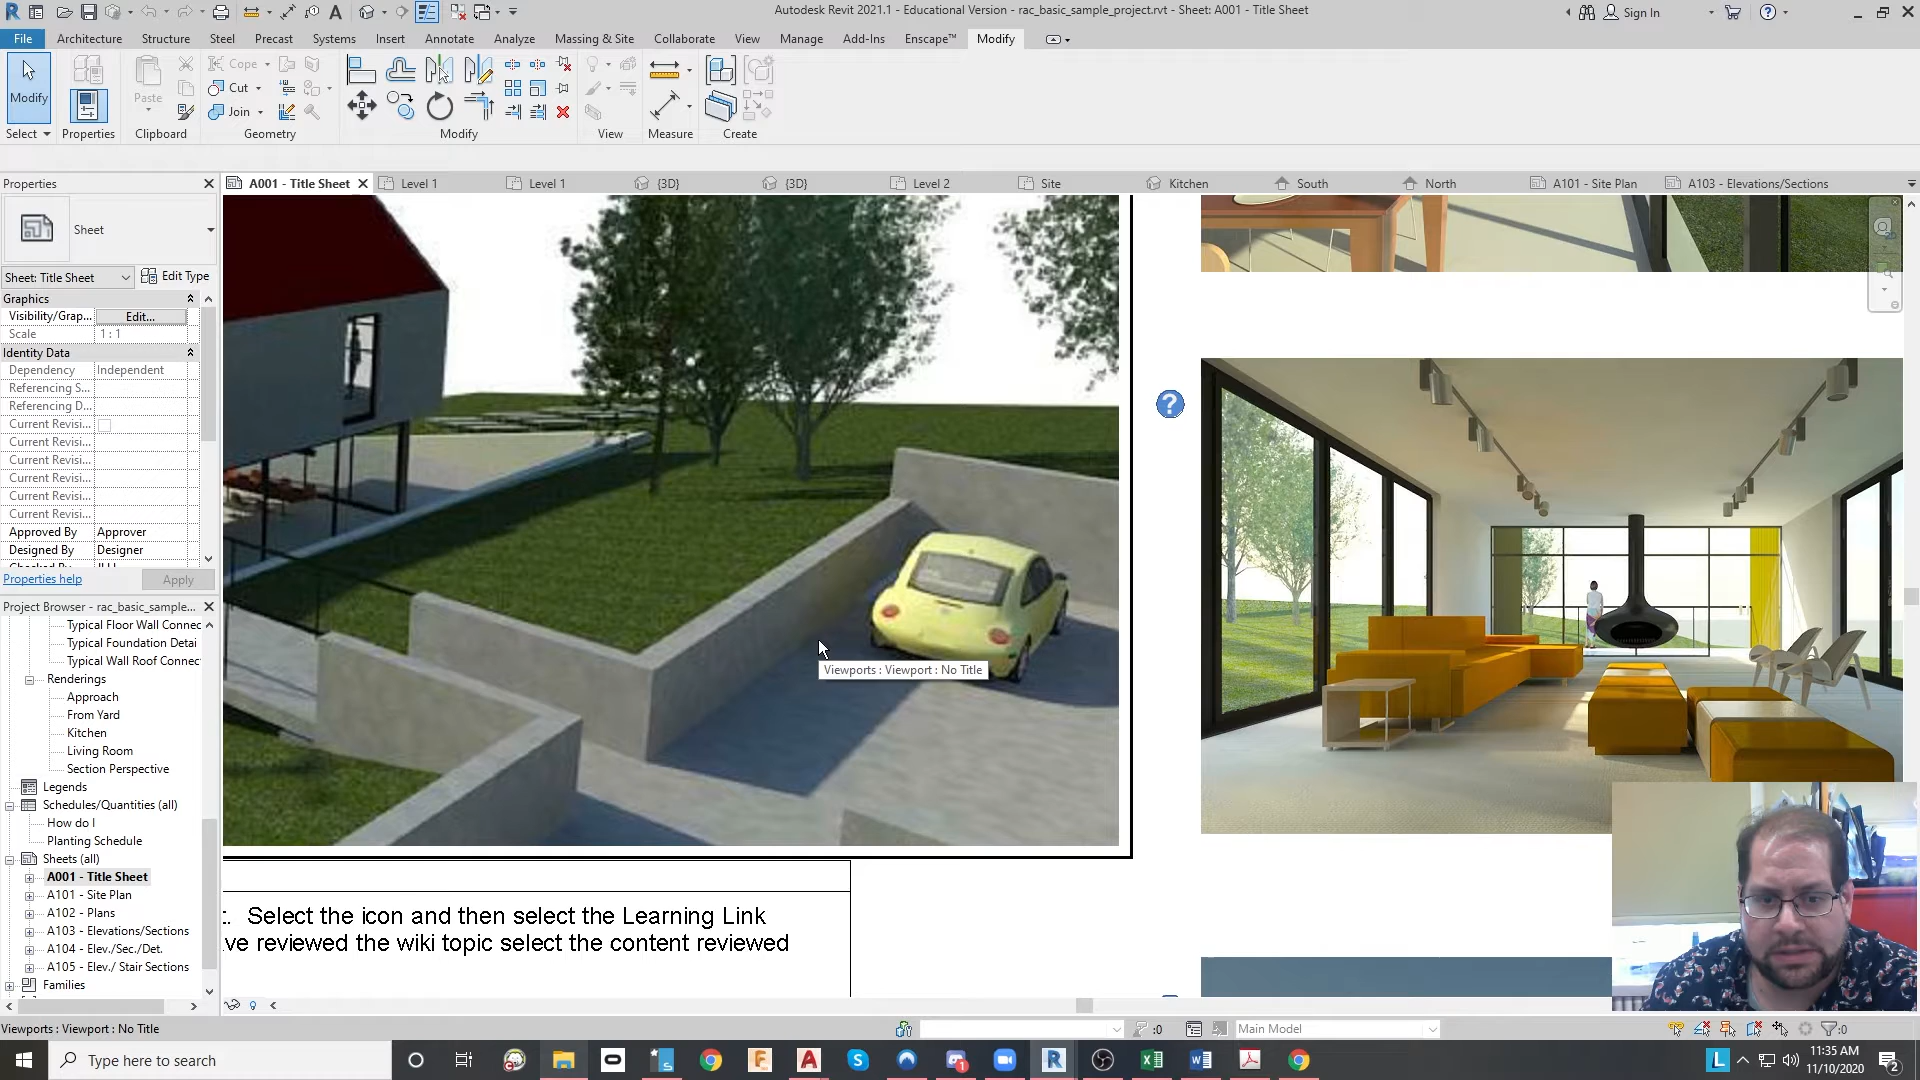 Autodesk Revit 2021.1 - Educational Version - rac_basic_sample_project.rvt - Sheet: A001 - Title Sheet
Sign In
File
Architecture
Structure
Steel
Precast
Systems
Insert
Annotate
Analyze
Massing & Site
Collaborate
View
Manage
Add-Ins
Enscape™
Modify
Modify
Paste
Cope
Cut
Join
Select
Properties
Clipboard
Geometry
Modify
View
Measure
Create
Properties
A001 - Title Sheet
Level 1
Level 1
{3D}
{3D}
Level 2
Site
Kitchen
South
North
A101 - Site Plan
A103 - Elevations/Sections
Sheet
Sheet: Title Sheet
Edit Type
Graphics
Visibility/Grap... Edit...
Scale 1 : 1
Identity Data
Dependency Independent
Referencing S...
Referencing D...
Current Revisi...
Current Revisi...
Current Revisi...
Current Revisi...
Current Revisi...
Current Revisi...
Approved By Approver
Designed By Designer
Properties help
Apply
Project Browser - rac_basic_sample...
Typical Floor Wall Connec
Typical Foundation Detai
Typical Wall Roof Connec
Renderings
Approach
From Yard
Kitchen
Living Room
Section Perspective
Legends
Schedules/Quantities (all)
How do I
Planting Schedule
Sheets (all)
A001 - Title Sheet
A101 - Site Plan
A102 - Plans
A103 - Elevations/Sections
A104 - Elev./Sec./Det.
A105 - Elev./ Stair Sections
Families
Viewports : Viewport : No Title
t.  Select the icon and then select the Learning Link
ve reviewed the wiki topic select the content reviewed
Viewports : Viewport : No Title
:0
Main Model
:0
Type here to search
11:35 AM
11/10/2020